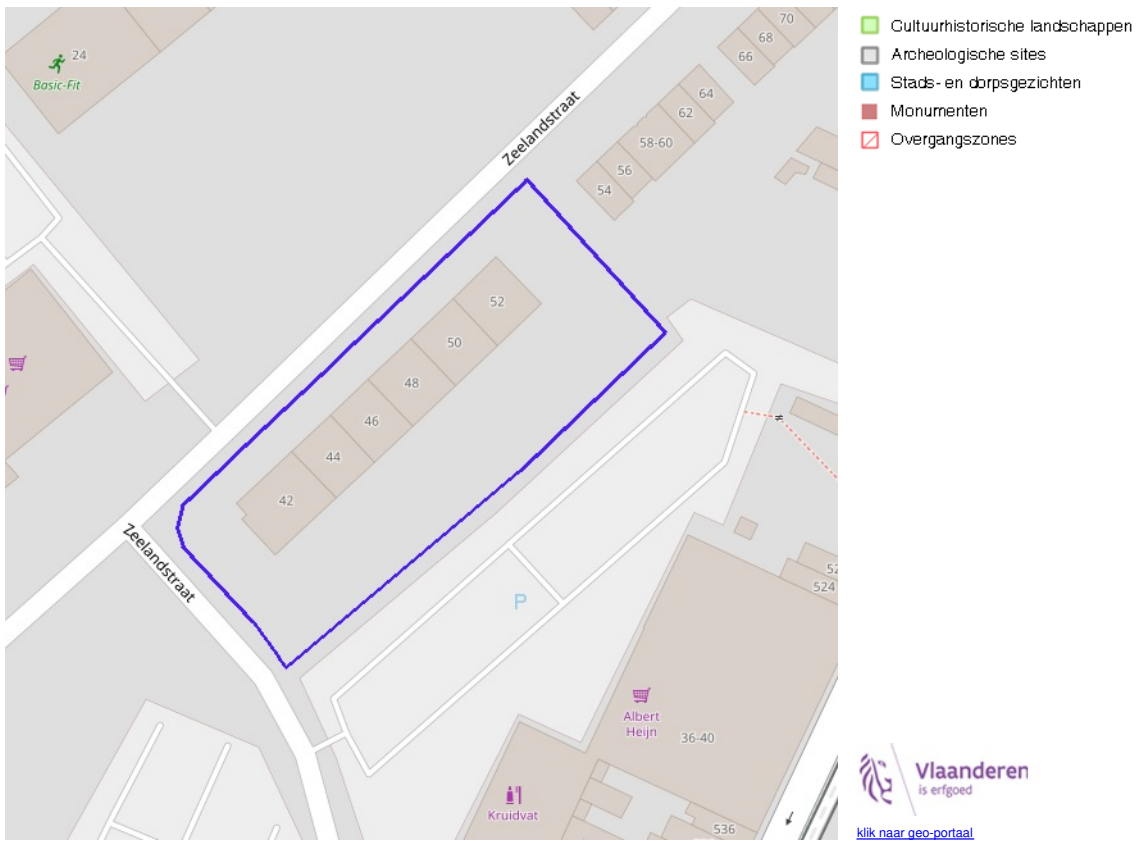 70
68
66
24
Basic-Fit
64
62
58-60
56
54
Zeelandstraat
52
50
48
46
44
42
Zeelandstraat
P
524
Albert
Heijn
36-40
Kruidvat
536
Cultuurhistorische landschappen
Archeologische sites
Stads- en dorpsgezichten
Monumenten
Overgangszones
Vlaanderen
is erfgoed
klik naar geo-portaal